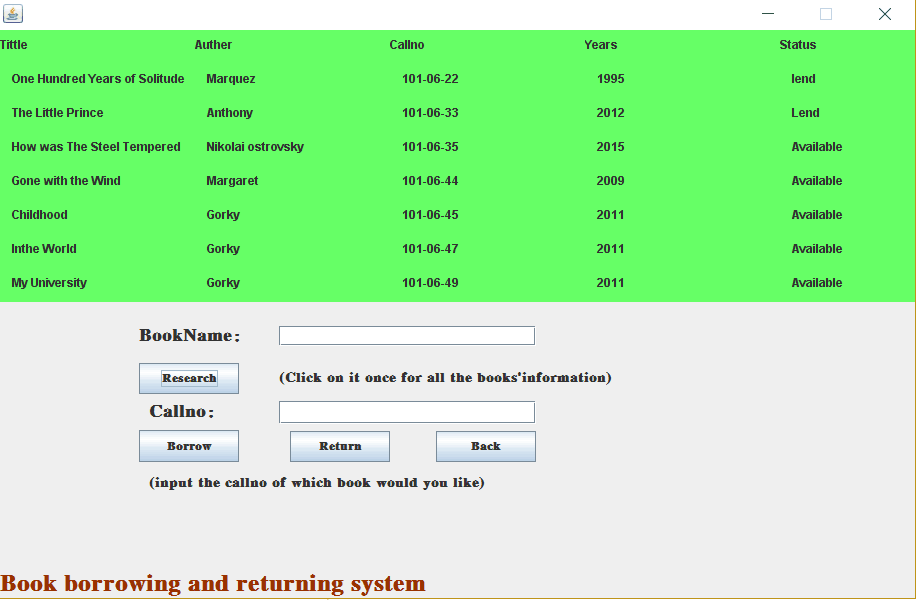 Tittle Auther Callno Years Status
One Hundred Years of Solitude Marquez 101-06-22 1995 lend
The Little Prince Anthony 101-06-33 2012 Lend
How was The Steel Tempered Nikolai ostrovsky 101-06-35 2015 Available
Gone with the Wind Margaret 101-06-44 2009 Available
Childhood Gorky 101-06-45 2011 Available
Inthe World Gorky 101-06-47 2011 Available
My University Gorky 101-06-49 2011 Available
BookName:
Research (Click on it once for all the books'information)
Callno:
Borrow Return Back
(input the callno of which book would you like)
Book borrowing and returning system